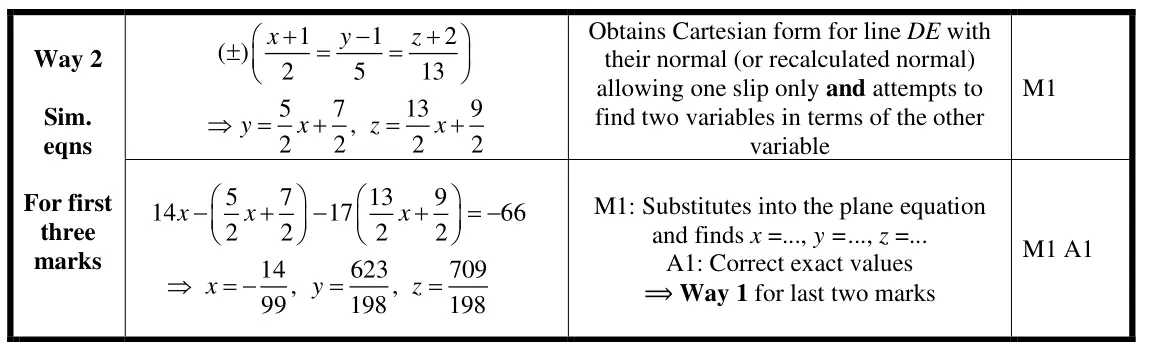 Way 2
Sim.
eqns
For first
three
marks
(±)((x+1)/2 = (y−1)/5 = (z+2)/13)
⇒ y = 5/2 x + 7/2, z = 13/2 x + 9/2
Obtains Cartesian form for line DE with
their normal (or recalculated normal)
allowing one slip only and attempts to
find two variables in terms of the other
variable
M1
14x − (5/2 x + 7/2) − 17(13/2 x + 9/2) = −66
⇒ x = −14/99, y = 623/198, z = 709/198
M1: Substitutes into the plane equation
and finds x =..., y =..., z =...
A1: Correct exact values
⟹ Way 1 for last two marks
M1 A1